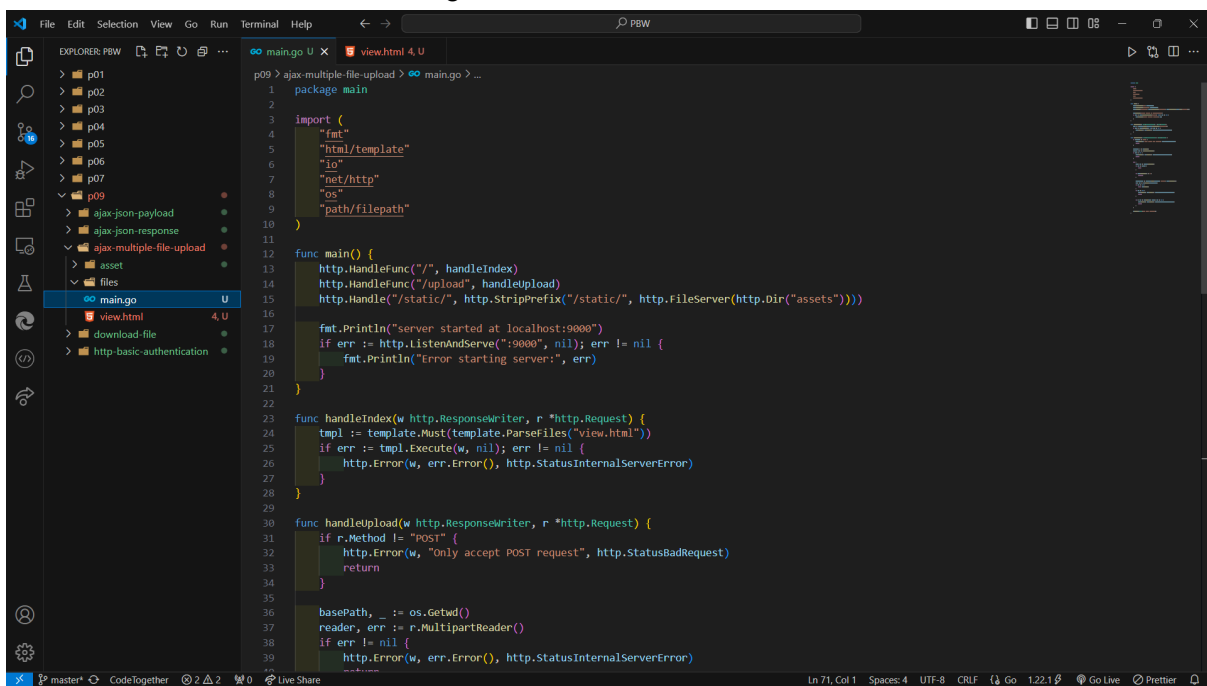 File Edit Selection View Go Run Terminal Help
PBW
EXPLORER: PBW
p01
p02
p03
p04
p05
p06
p07
p09
ajax-json-payload
ajax-json-response
ajax-multiple-file-upload
asset
files
main.go U
view.html 4, U
download-file
http-basic-authentication
16
main.go U
view.html 4, U
p09 > ajax-multiple-file-upload > main.go > ...
1 package main
2
3 import (
4 "fmt"
5 "html/template"
6 "io"
7 "net/http"
8 "os"
9 "path/filepath"
10 )
11
12 func main() {
13 http.HandleFunc("/", handleIndex)
14 http.HandleFunc("/upload", handleUpload)
15 http.Handle("/static/", http.StripPrefix("/static/", http.FileServer(http.Dir("assets"))))
16
17 fmt.Println("server started at localhost:9000")
18 if err := http.ListenAndServe(":9000", nil); err != nil {
19 fmt.Println("Error starting server:", err)
20 }
21 }
22
23 func handleIndex(w http.ResponseWriter, r *http.Request) {
24 tmpl := template.Must(template.ParseFiles("view.html"))
25 if err := tmpl.Execute(w, nil); err != nil {
26 http.Error(w, err.Error(), http.StatusInternalServerError)
27 }
28 }
29
30 func handleUpload(w http.ResponseWriter, r *http.Request) {
31 if r.Method != "POST" {
32 http.Error(w, "Only accept POST request", http.StatusBadRequest)
33 return
34 }
35
36 basePath, _ := os.Getwd()
37 reader, err := r.MultipartReader()
38 if err != nil {
39 http.Error(w, err.Error(), http.StatusInternalServerError)
master* CodeTogether 2 2 0 Live Share
Ln 71, Col 1 Spaces: 4 UTF-8 CRLF Go 1.22.1 Go Live Prettier